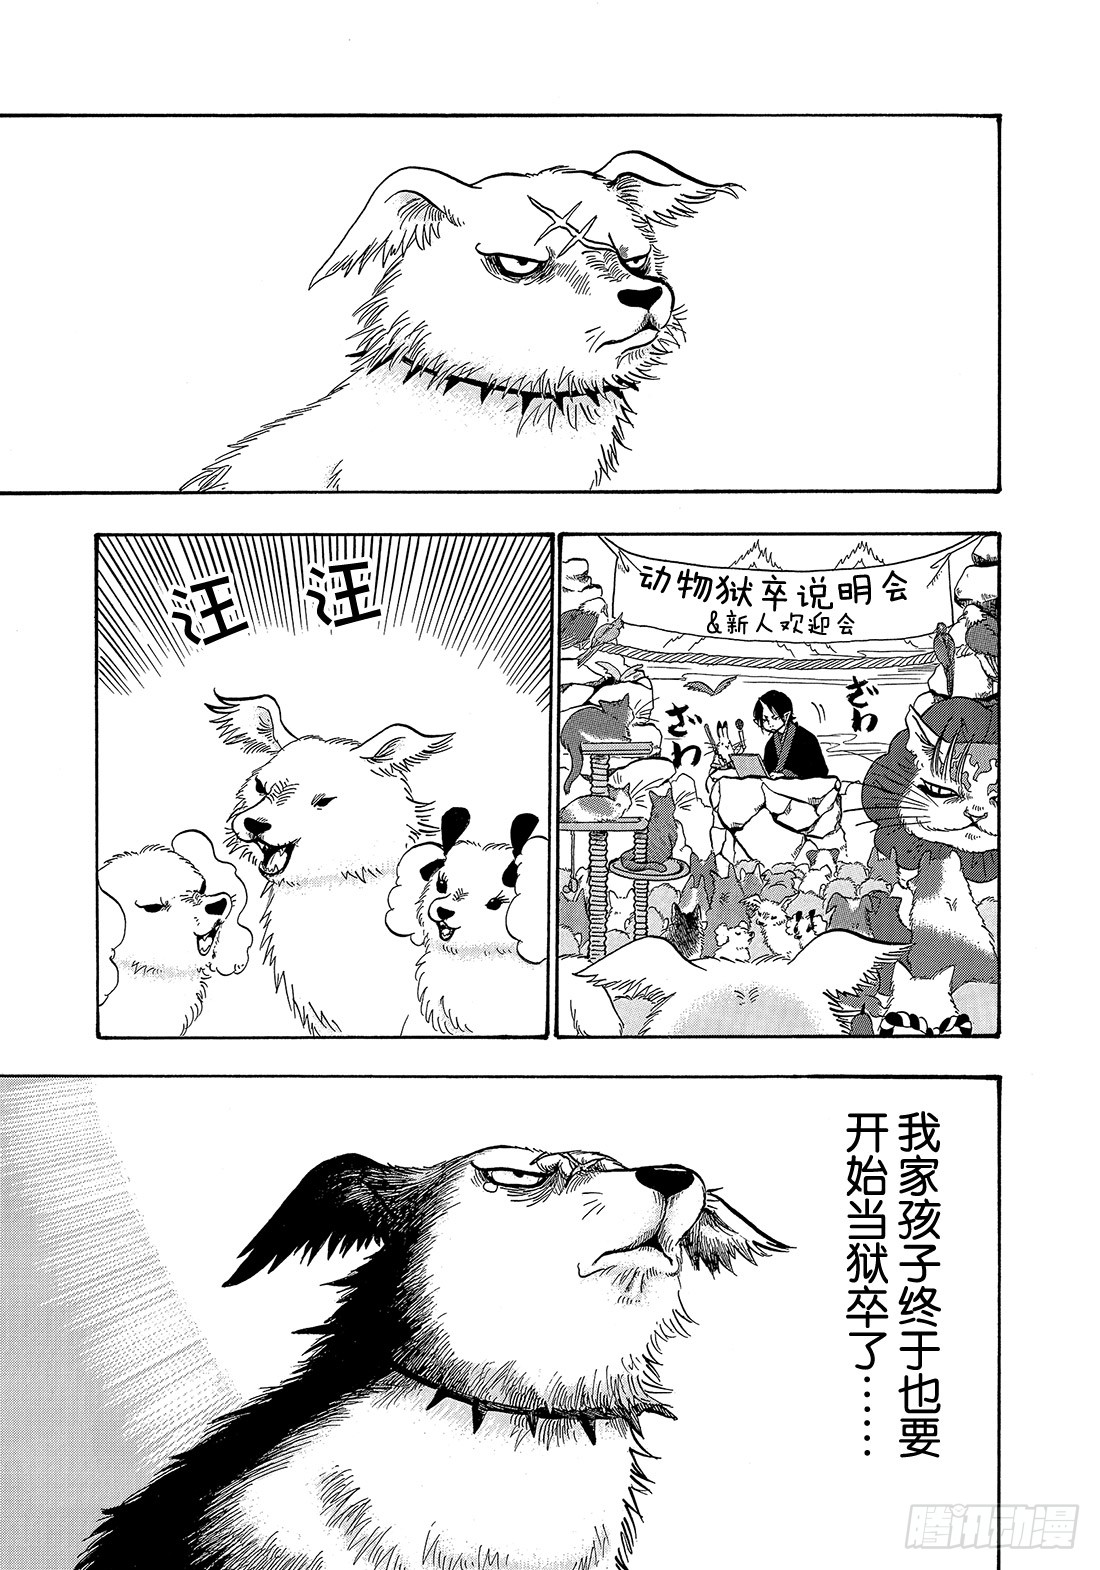 动物狱卒说明会
&新人欢迎会
ざわ
ざわ
汪
汪
我家孩子终于也要
开始当狱卒了……
腾讯动漫